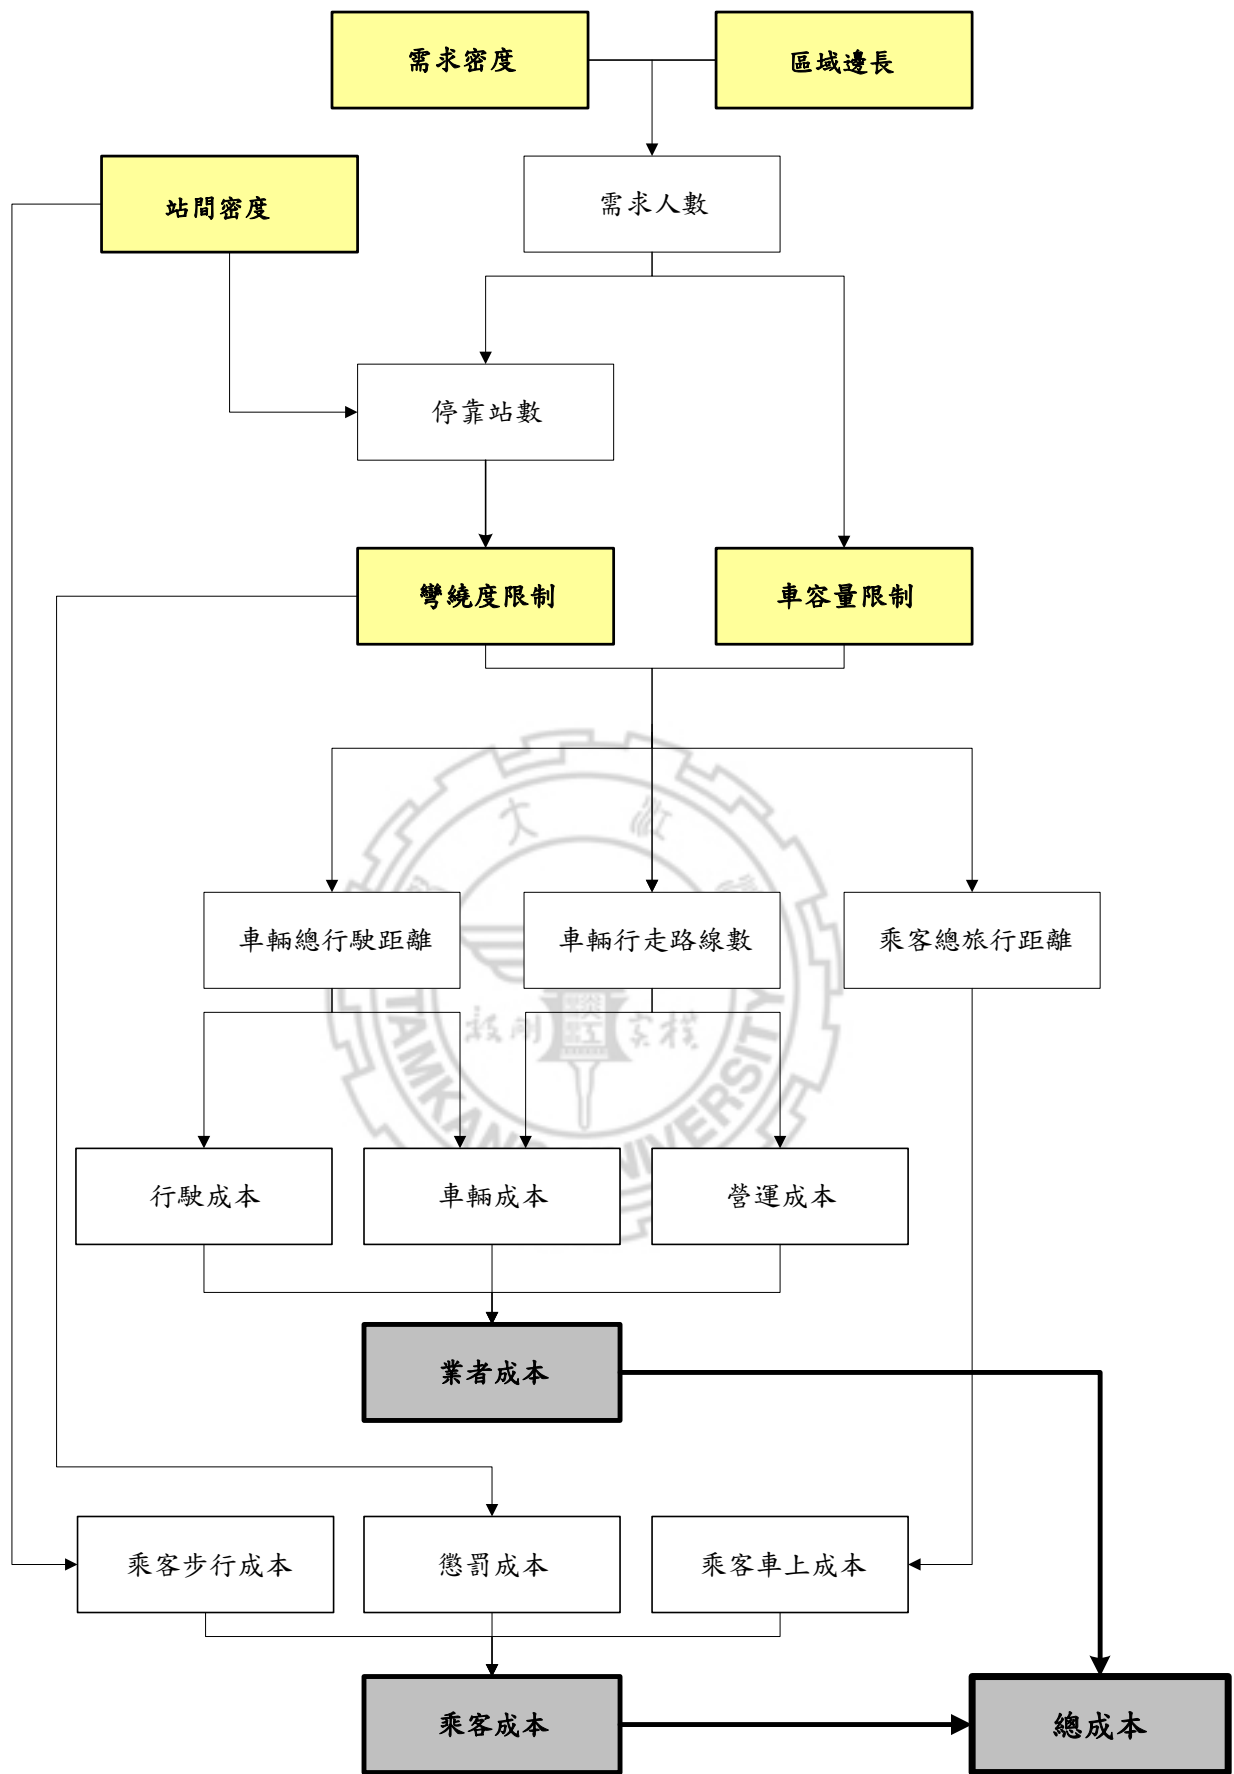 需求密度
區域邊長
站間密度
需求人數
停靠站數
彎繞度限制
車容量限制
大
淡
車輛總行駛距離
車輛行走路線數
乘客總旅行距離
TAMKANG UNIVERSITY
行駛成本
車輛成本
營運成本
業者成本
乘客步行成本
懲罰成本
乘客車上成本
乘客成本
總成本